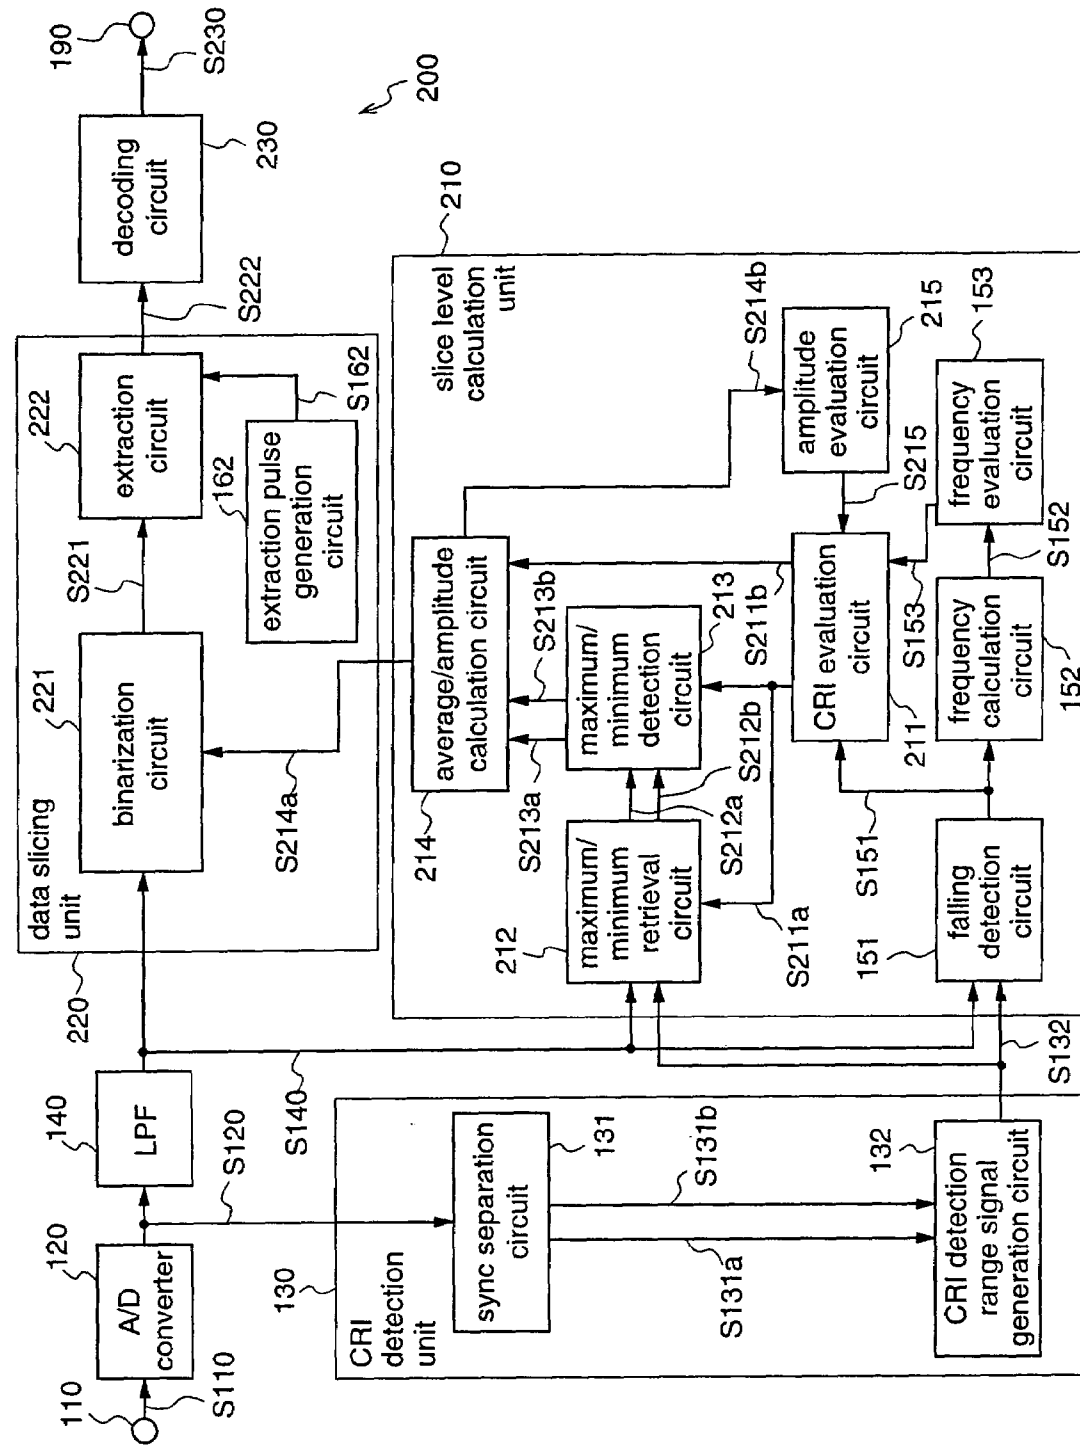 110
S110
A/D
converter
120
S120
LPF
140
S140
data slicing
unit
220
binarization
circuit
221
S221
extraction
circuit
222
S222
extraction pulse
generation
circuit
162
S162
S214a
decoding
circuit
230
S230
190
200
CRI
detection
unit
130
sync separation
circuit
131
S131a
S131b
CRI detection
range signal
generation circuit
132
S132
slice level
calculation
unit
210
average/amplitude
calculation circuit
214
S213a
S213b
maximum/
minimum
retrieval
circuit
212
S212a
S212b
maximum/
minimum
detection
circuit
213
S211a
S211b
CRI evaluation
circuit
211
S214b
amplitude
evaluation
circuit
215
S215
falling
detection
circuit
151
S151
frequency
calculation
circuit
152
S152
frequency
evaluation
circuit
153
S153